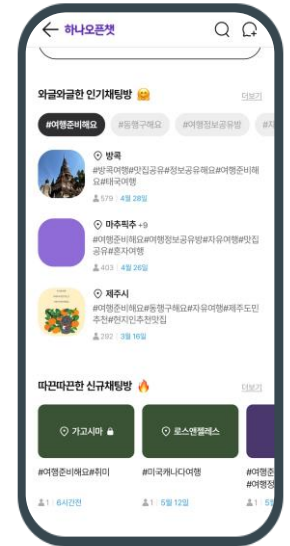 하나오픈챗
와글와글한 인기채팅방 🤗 더보기
#여행준비해요 #동행구해요 #여행정보공유방
방콕
#방콕여행#맛집공유#정보공유해요#여행준비해
요#태국여행
579 4월 28일
마추픽추 +9
#여행준비해요#여행정보공유방#자유여행#맛집
공유#혼자여행
403 4월 26일
제주시
#여행준비해요#동행구해요#자유여행#제주도민
추천#현지인추천맛집
292 3월 16일
따끈따끈한 신규채팅방 🔥 더보기
가고시마 로스앤젤레스
#여행준비해요#취미 #미국캐나다여행 #여행준
#여행정
1 6시간전 1 5월 12일 1